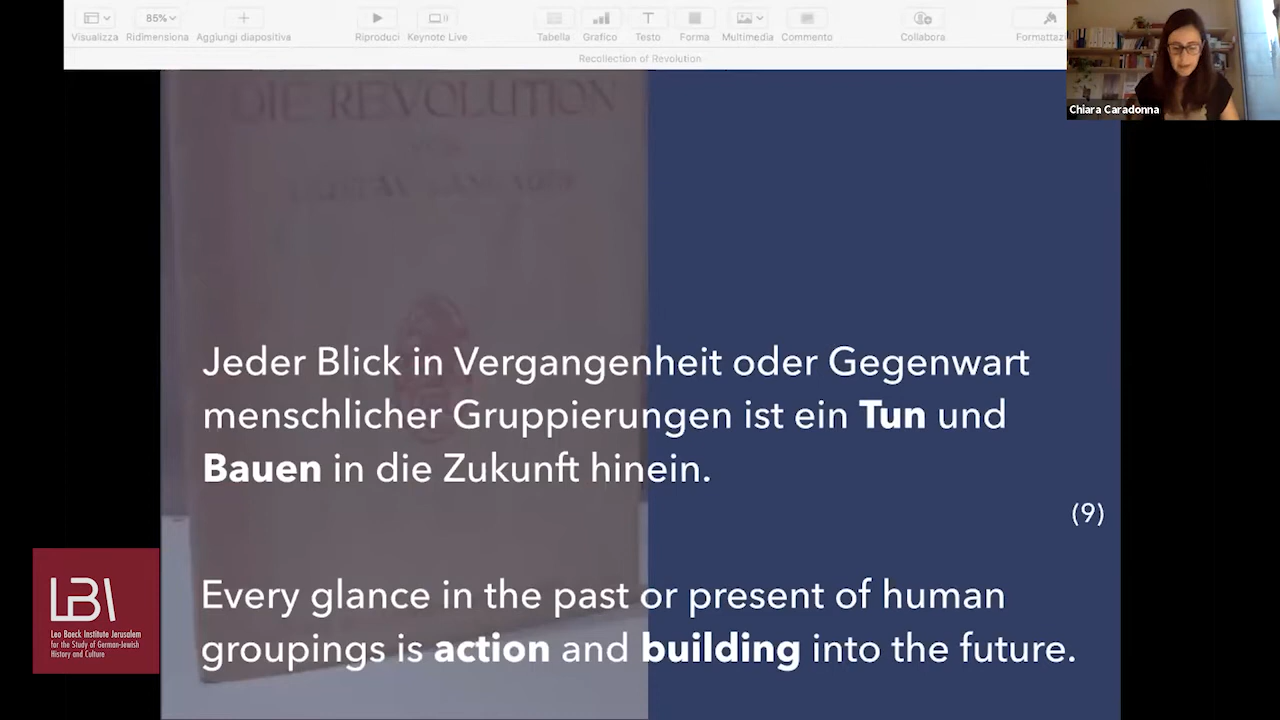 Visualizza
Ridimensiona
Aggiungi diapositiva
Riproduci
Keynote Live
Tabella
Grafico
Testo
Forma
Multimedia
Commento
Collabora
Formattazi
85%
Recollection of Revolution
Chiara Caradonna
DIE REVOLUTION
Jeder Blick in Vergangenheit oder Gegenwart
menschlicher Gruppierungen ist ein Tun und
Bauen in die Zukunft hinein.
(9)
Every glance in the past or present of human
groupings is action and building into the future.
LBI
Leo Baeck Institute Jerusalem
for the Study of German-Jewish
History and Culture